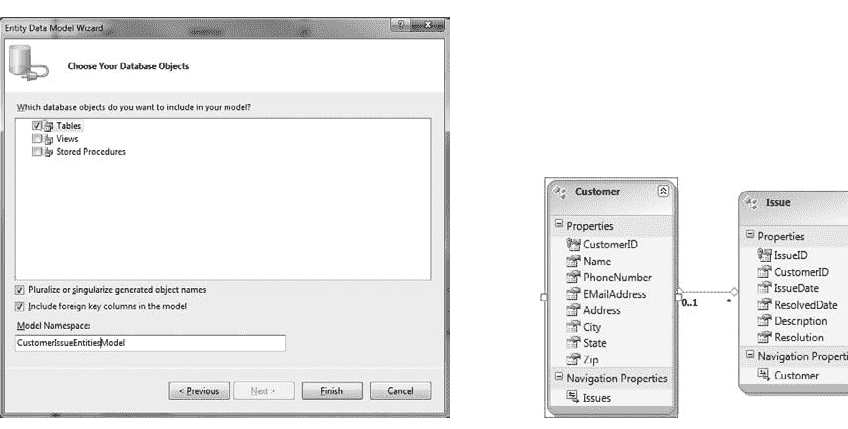 Entity Data Model Wizard
Choose Your Database Objects
Which database objects do you want to include in your model?
Tables
Views
Stored Procedures
Pluralize or singularize generated object names
Include foreign key columns in the model
Model Namespace:
CustomerIssueEntitiesModel
< Previous
Next >
Finish
Cancel
Customer
Properties
CustomerID
Name
PhoneNumber
EMailAddress
Address
City
State
Zip
Navigation Properties
Issues
0..1
*
Issue
Properties
IssueID
CustomerID
IssueDate
ResolvedDate
Description
Resolution
Navigation Properti
Customer